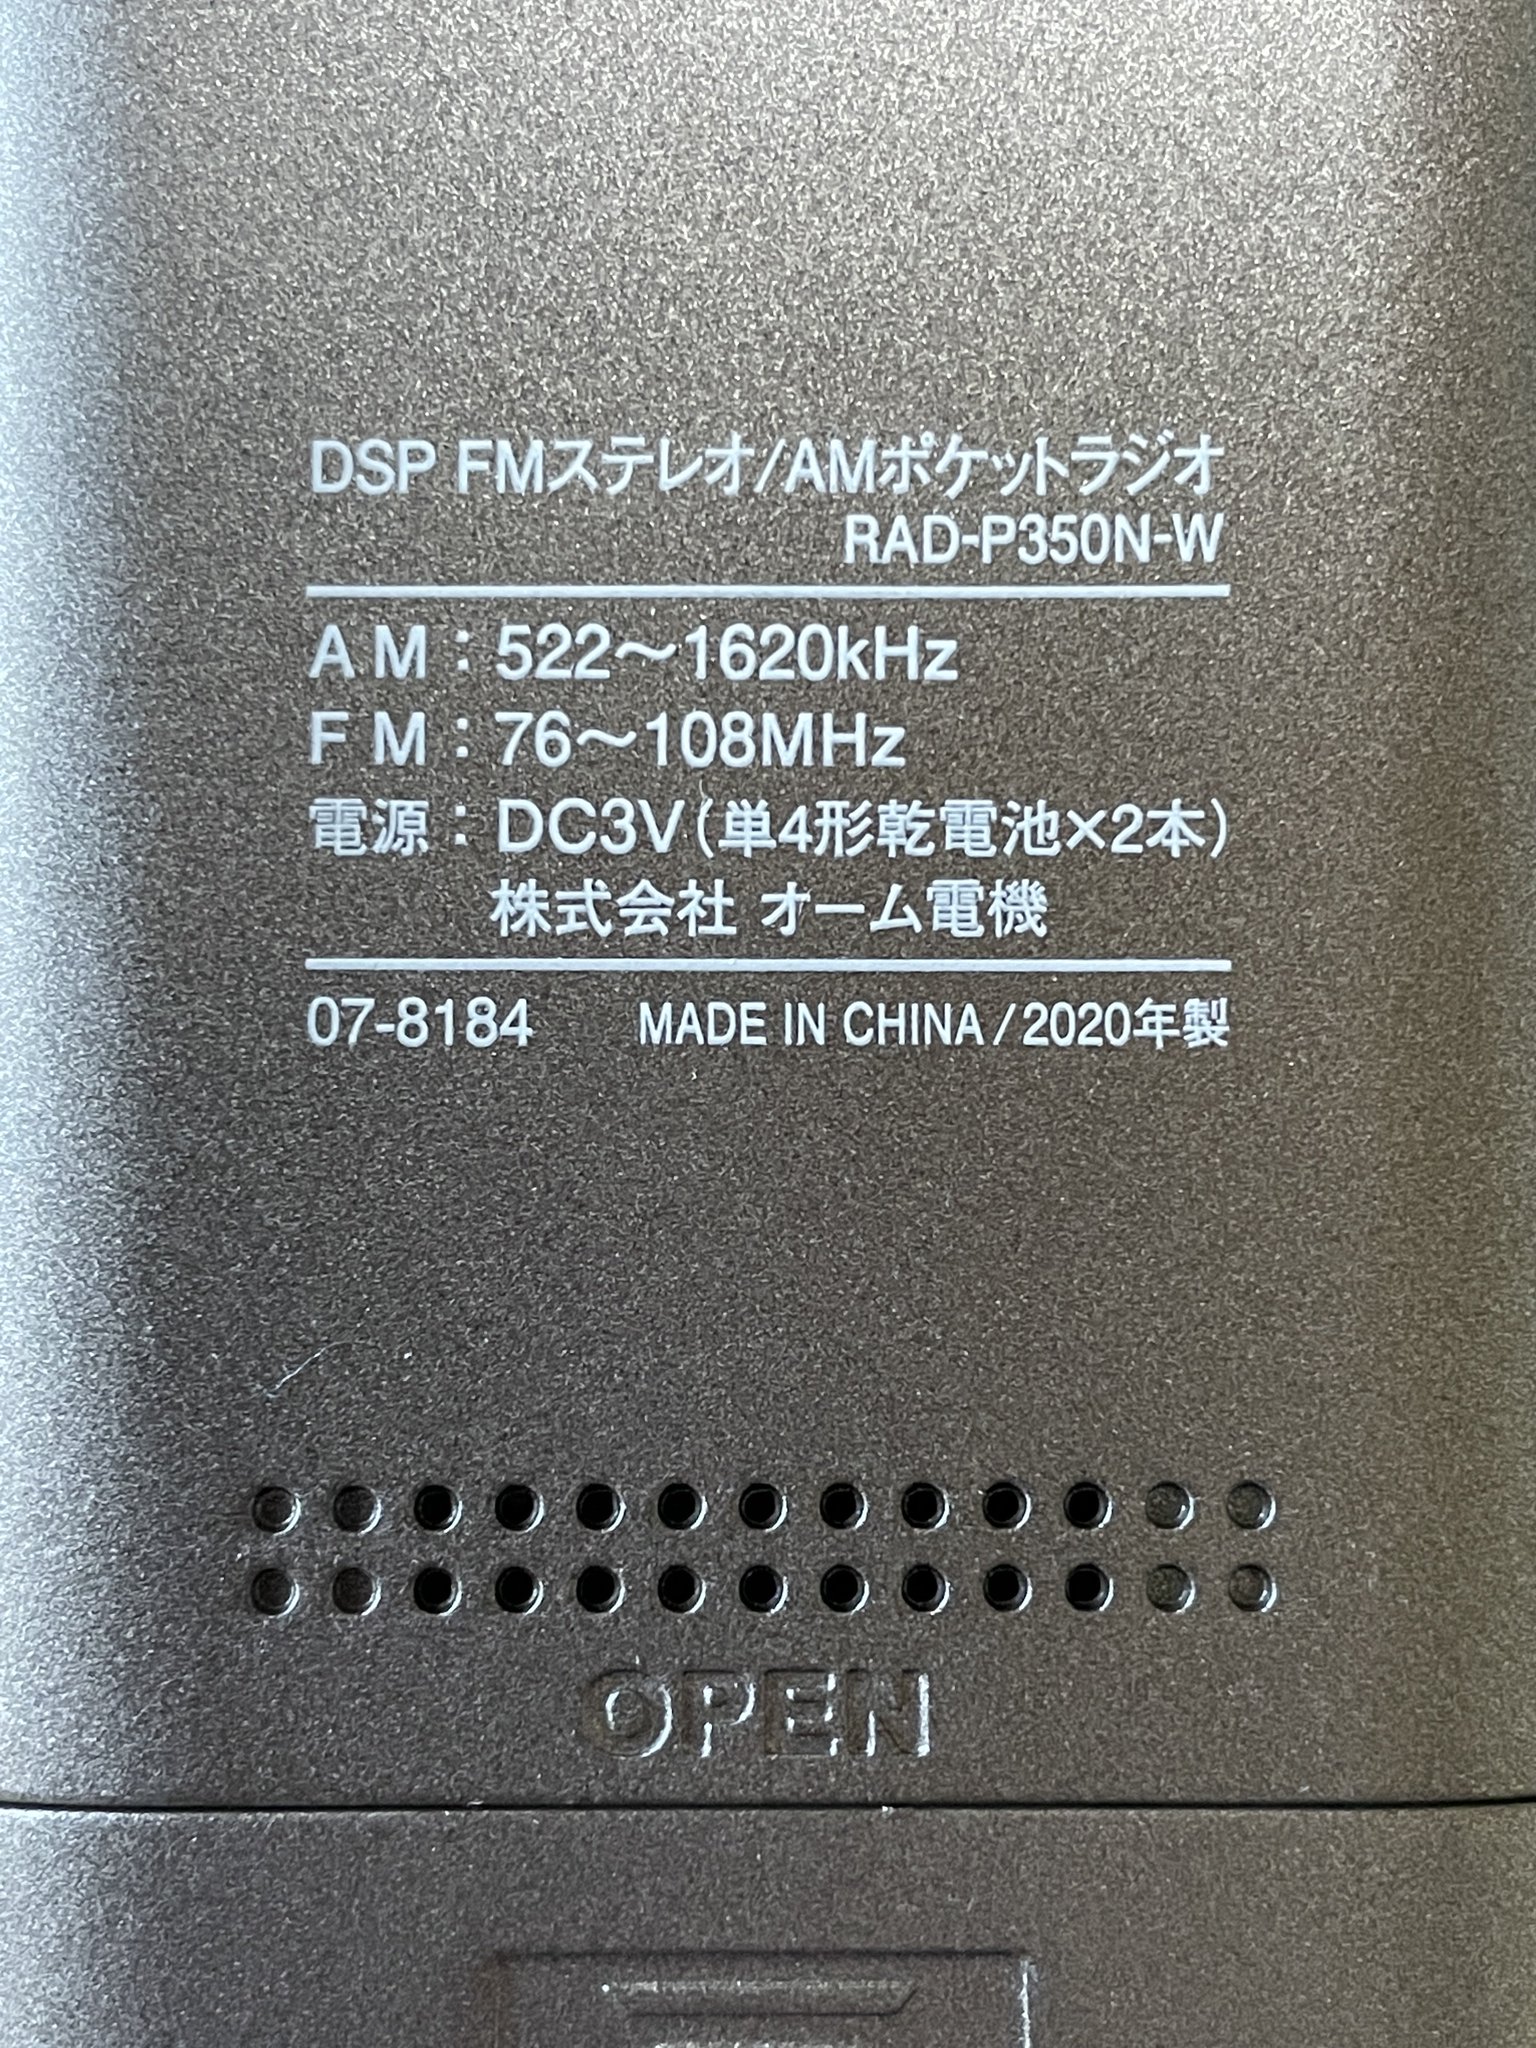 DSP FMステレオ/AMポケットラジオ
RAD-P350N-W
AM：522～1620kHz
FM：76～108MHz
電源：DC3V(単4形乾電池×2本)
株式会社 オーム電機
07-8184 MADE IN CHINA/2020年製
OPEN